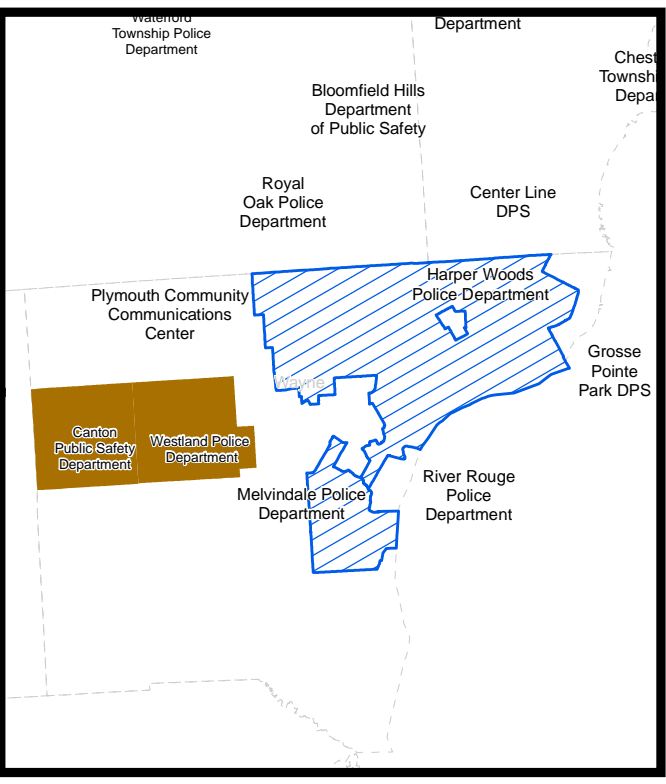 Waterford
Township Police
Department
Department
Township
Bloomfield Hills
Department
of Public Safety
Royal
Oak Police
Department
Center Line
DPS
Harper Woods
Police Department
Plymouth Community
Communications
Center
Grosse
Pointe
Park DPS
Wayne
Canton
Public Safety
Department
Westland Police
Department
Melvindale Police
Department
River Rouge
Police
Department